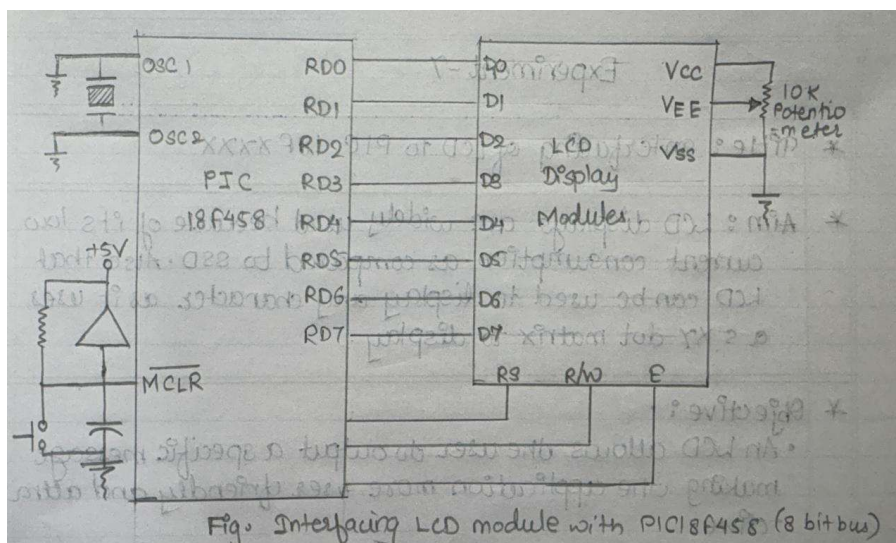 OSC1
RD0
D0
VCC
RD1
D1
VEE
10K
Potentio
meter
OSC2
RD2
D2
LCD
VSS
PIC
RD3
D3
Display
18F458
RD4
D4
Modules
+5V
RD5
D5
RD6
D6
RD7
D7
MCLR
RS
R/W
E
Fig. Interfacing LCD module with PIC18F458 (8 bit bus)